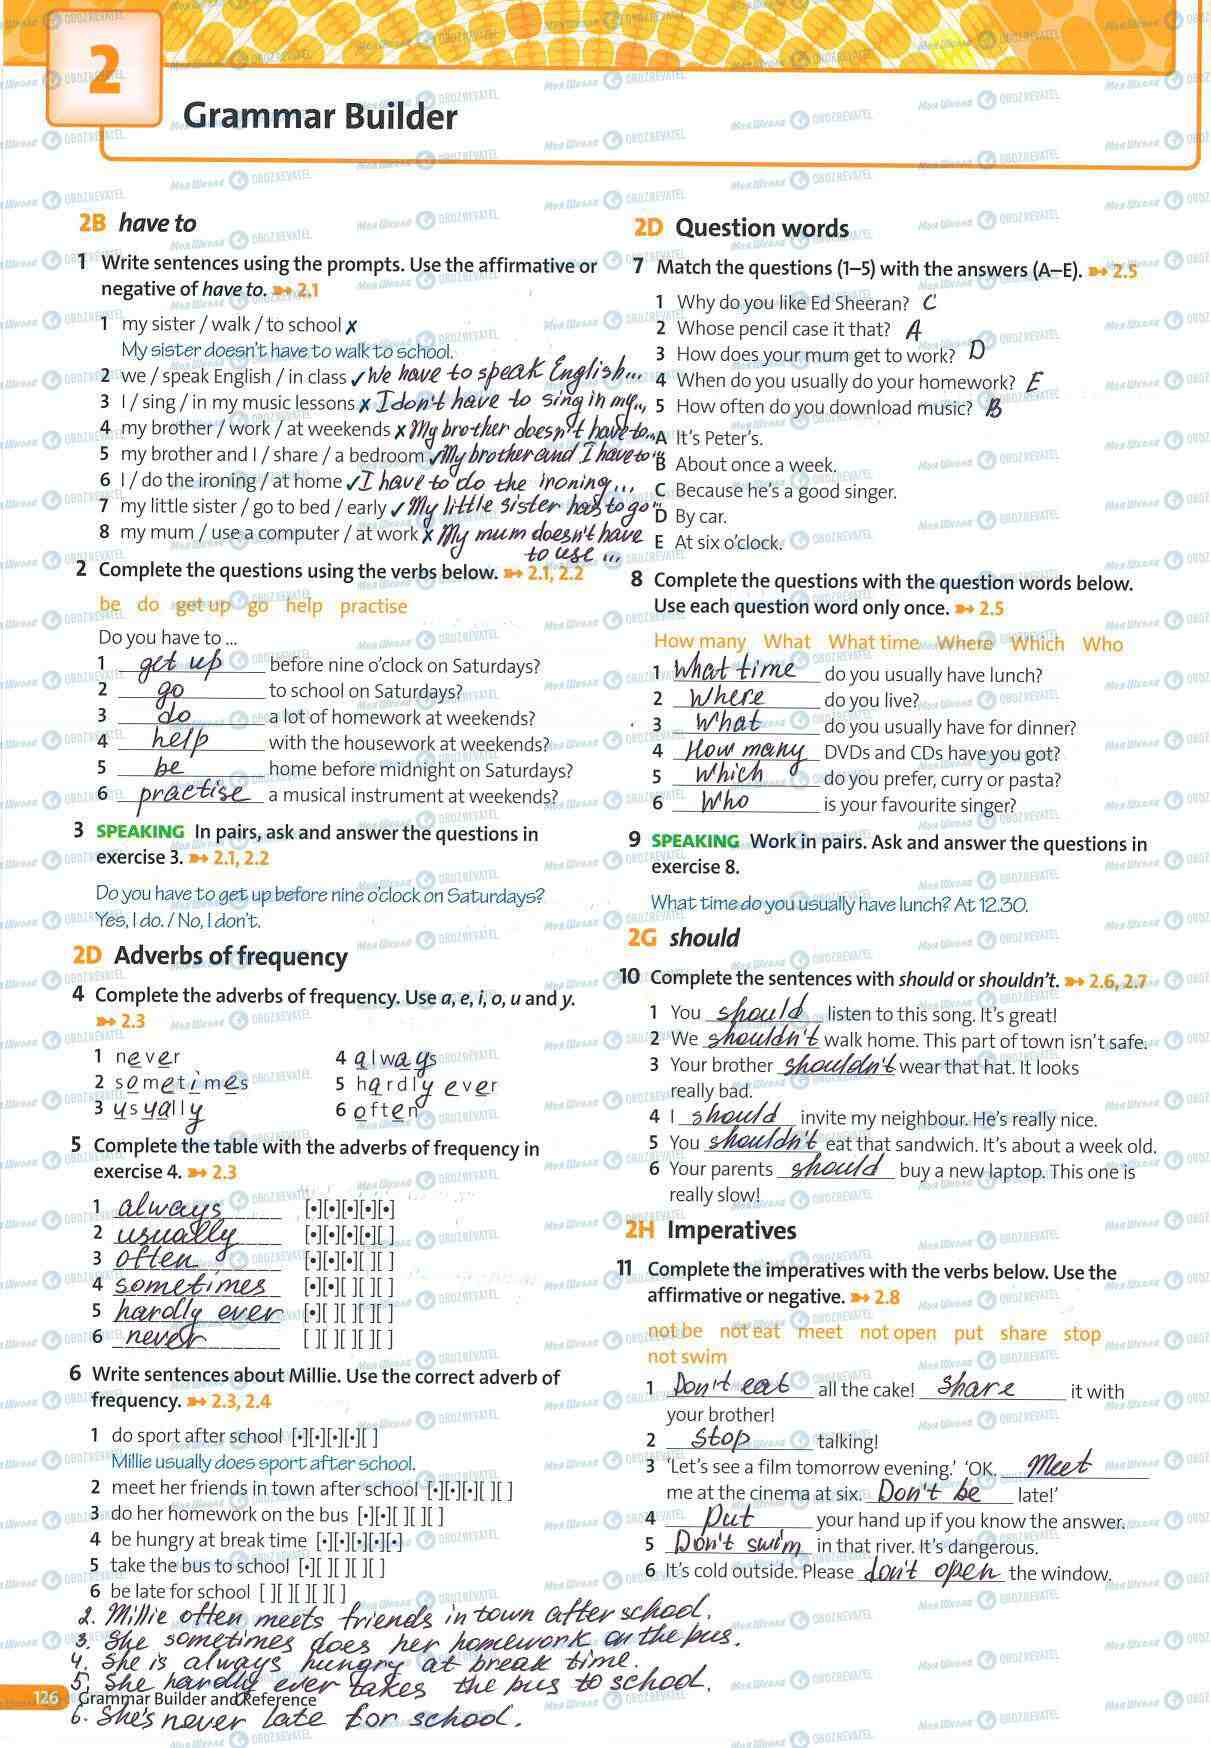 2
Grammar Builder
2B have to
1 Write sentences using the prompts. Use the affirmative or
negative of have to. ➻ 2.1
1 my sister / walk / to school ✗
My sister doesn't have to walk to school.
2 we / speak English / in class ✓ We have to speak English...
3 I / sing / in my music lessons ✗ I don't have to sing in my...
4 my brother / work / at weekends ✗ My brother doesn't have to...
5 my brother and I / share / a bedroom ✓ My brother and I have to...
6 I / do the ironing / at home ✓ I have to do the ironing...
7 my little sister / go to bed / early ✓ My little sister has to go...
8 my mum / use a computer / at work ✗ My mum doesn't have
to use ...
2 Complete the questions using the verbs below. ➻ 2.1, 2.2
be do get up go help practise
Do you have to ...
1 get up before nine o'clock on Saturdays?
2 go to school on Saturdays?
3 do a lot of homework at weekends?
4 help with the housework at weekends?
5 be home before midnight on Saturdays?
6 practise a musical instrument at weekends?
3 SPEAKING In pairs, ask and answer the questions in
exercise 3. ➻ 2.1, 2.2
Do you have to get up before nine o'clock on Saturdays?
Yes, I do. / No, I don't.
2D Adverbs of frequency
4 Complete the adverbs of frequency. Use a, e, i, o, u and y.
➻ 2.3
1 never 4 always
2 sometimes 5 hardly ever
3 usually 6 often
5 Complete the table with the adverbs of frequency in
exercise 4. ➻ 2.3
1 always [•][•][•][•][•]
2 usually [•][•][•][•][ ]
3 often [•][•][•][ ][ ]
4 sometimes [•][•][ ][ ][ ]
5 hardly ever [•][ ][ ][ ][ ]
6 never [ ][ ][ ][ ][ ]
6 Write sentences about Millie. Use the correct adverb of
frequency. ➻ 2.3, 2.4
1 do sport after school [•][•][•][•][ ]
Millie usually does sport after school.
2 meet her friends in town after school [•][•][•][ ][ ]
3 do her homework on the bus [•][•][ ][ ][ ]
4 be hungry at break time [•][•][•][•][•]
5 take the bus to school [•][ ][ ][ ][ ]
6 be late for school [ ][ ][ ][ ][ ]
2. Millie often meets friends in town after school.
3. She sometimes does her homework on the bus.
4. She is always hungry at break time.
5. She hardly ever takes the bus to school.
126 Grammar Builder and Reference
6. She's never late for school.
2D Question words
7 Match the questions (1–5) with the answers (A–E). ➻ 2.5
1 Why do you like Ed Sheeran? C
2 Whose pencil case it that? A
3 How does your mum get to work? D
4 When do you usually do your homework? E
5 How often do you download music? B
A It's Peter's.
B About once a week.
C Because he's a good singer.
D By car.
E At six o'clock.
8 Complete the questions with the question words below.
Use each question word only once. ➻ 2.5
How many What What time Where Which Who
1 What time do you usually have lunch?
2 Where do you live?
3 What do you usually have for dinner?
4 How many DVDs and CDs have you got?
5 Which do you prefer, curry or pasta?
6 Who is your favourite singer?
9 SPEAKING Work in pairs. Ask and answer the questions in
exercise 8.
What time do you usually have lunch? At 12.30.
2G should
10 Complete the sentences with should or shouldn't. ➻ 2.6, 2.7
1 You should listen to this song. It's great!
2 We shouldn't walk home. This part of town isn't safe.
3 Your brother shouldn't wear that hat. It looks
really bad.
4 I should invite my neighbour. He's really nice.
5 You shouldn't eat that sandwich. It's about a week old.
6 Your parents should buy a new laptop. This one is
really slow!
2H Imperatives
11 Complete the imperatives with the verbs below. Use the
affirmative or negative. ➻ 2.8
not be not eat meet not open put share stop
not swim
1 Don't eat all the cake! share it with
your brother!
2 Stop talking!
3 'Let's see a film tomorrow evening.' 'OK. Meet
me at the cinema at six. Don't be late!'
4 Put your hand up if you know the answer.
5 Don't swim in that river. It's dangerous.
6 It's cold outside. Please don't open the window.
Моя Школа OBOZREVATEL